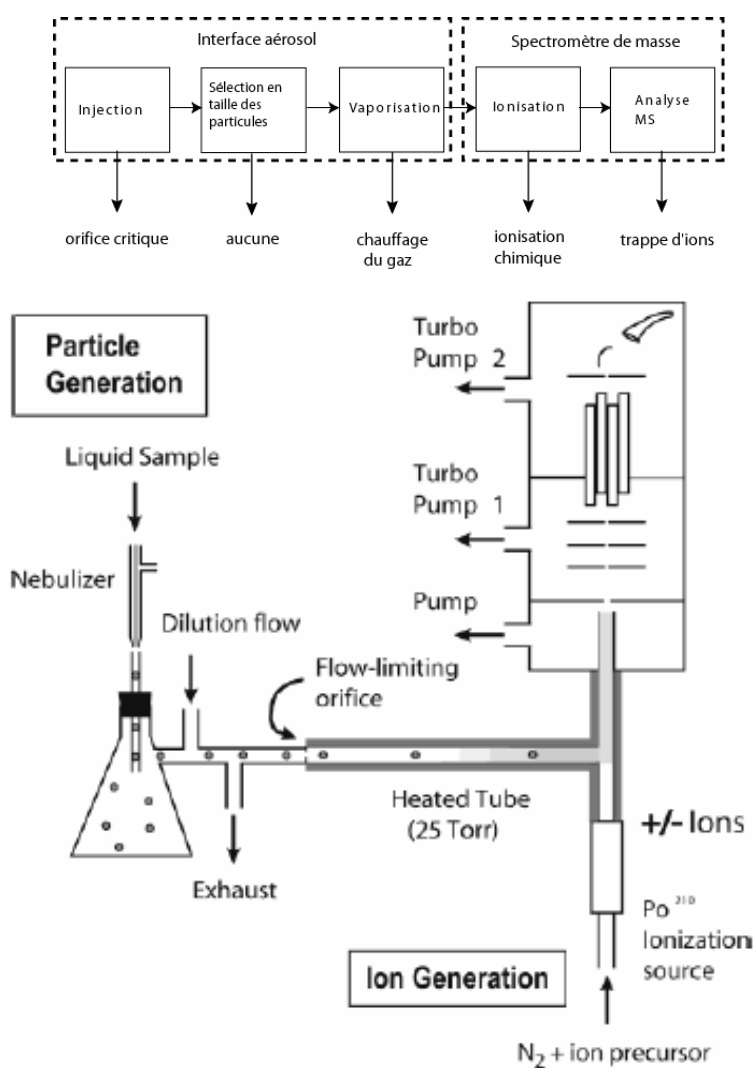 Interface aérosol
Spectromètre de masse
Injection
Sélection en
taille des
particules
Vaporisation
Ionisation
Analyse
MS
orifice critique
aucune
chauffage
du gaz
ionisation
chimique
trappe d'ions
Particle
Generation
Liquid Sample
Nebulizer
Dilution flow
Flow-limiting
orifice
Exhaust
Heated Tube
(25 Torr)
Turbo
Pump 2
Turbo
Pump 1
Pump
+/- Ions
Po 210
Ionization
source
Ion Generation
N2 + ion precursor